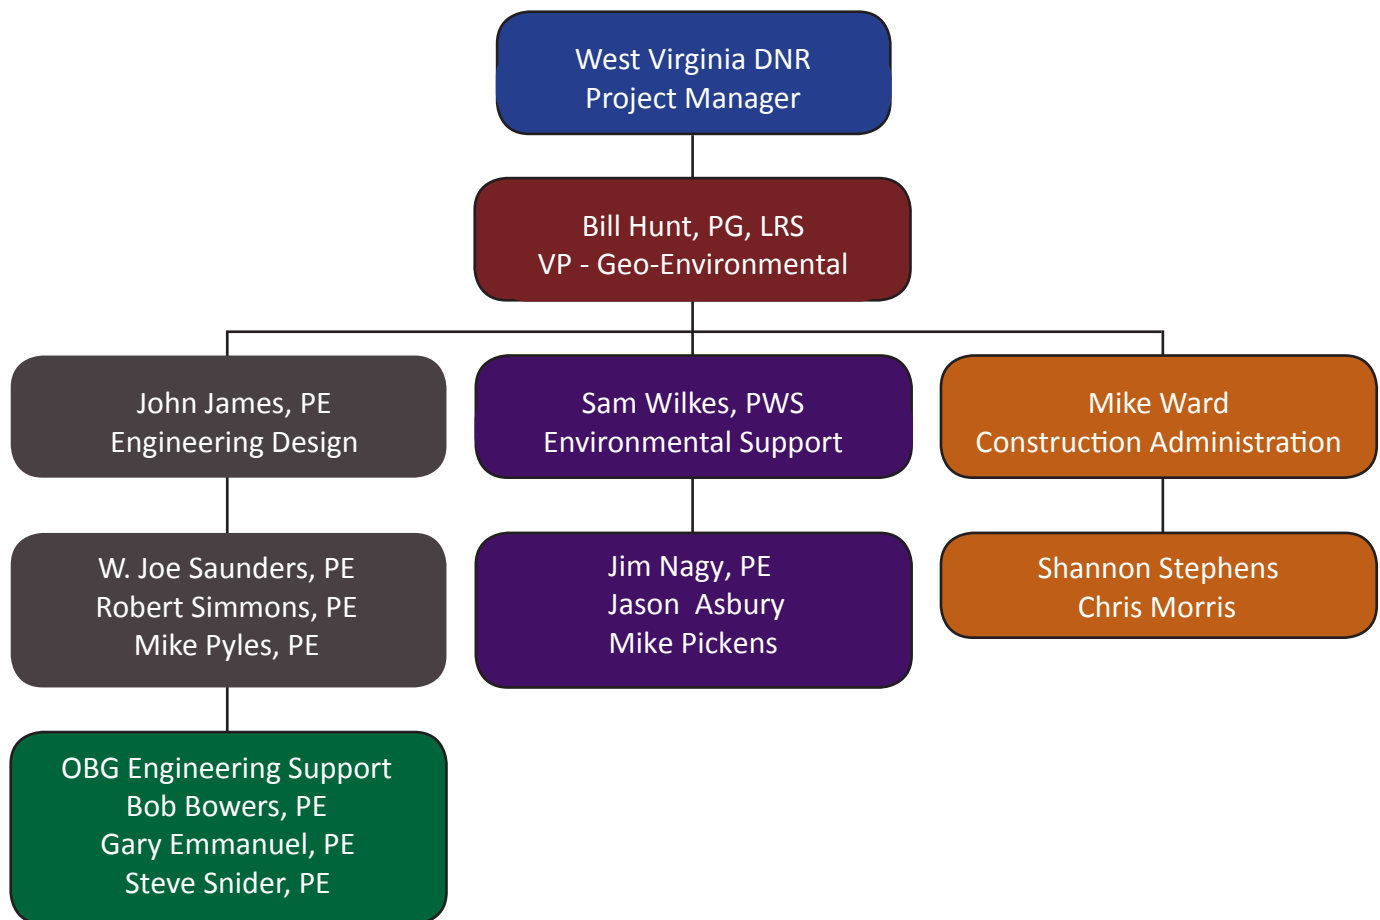 West Virginia DNR
Project Manager
Bill Hunt, PG, LRS
VP - Geo-Environmental
John James, PE
Engineering Design
Sam Wilkes, PWS
Environmental Support
Mike Ward
Construction Administration
W. Joe Saunders, PE
Robert Simmons, PE
Mike Pyles, PE
Jim Nagy, PE
Jason Asbury
Mike Pickens
Shannon Stephens
Chris Morris
OBG Engineering Support
Bob Bowers, PE
Gary Emmanuel, PE
Steve Snider, PE